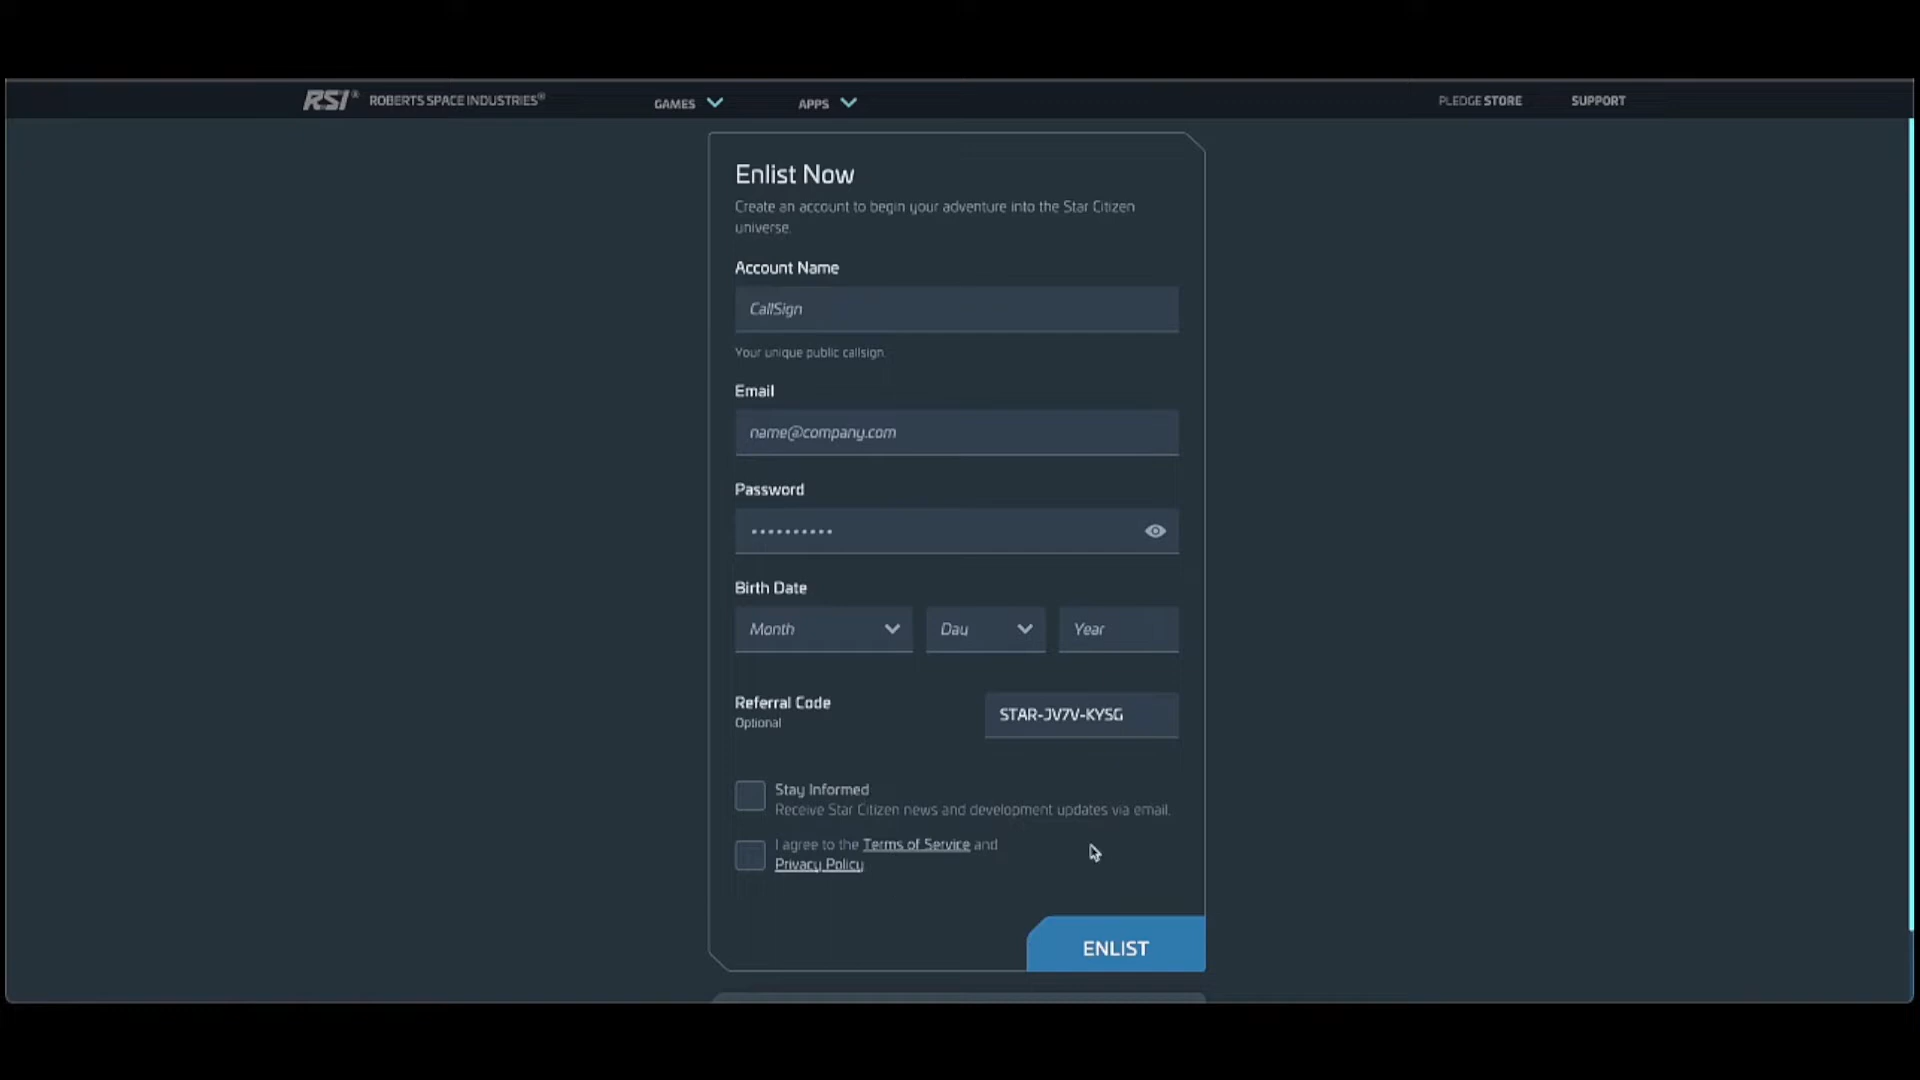 RSI® ROBERTS SPACE INDUSTRIES® GAMES APPS PLEDGE STORE SUPPORT
Enlist Now
Create an account to begin your adventure into the Star Citizen
universe.
Account Name
CallSign
Your unique public callsign.
Email
name@company.com
Password
••••••••••
Birth Date
Month Day Year
Referral Code
Optional
STAR-JV7V-KYSG
Stay Informed
Receive Star Citizen news and development updates via email.
I agree to the Terms of Service and
Privacy Policy
ENLIST